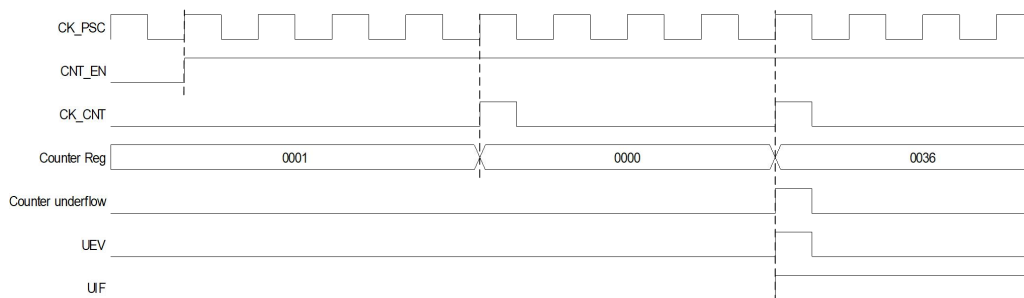 CK_PSC
CNT_EN
CK_CNT
Counter Reg 0001 0000 0036
Counter underflow
UEV
UIF